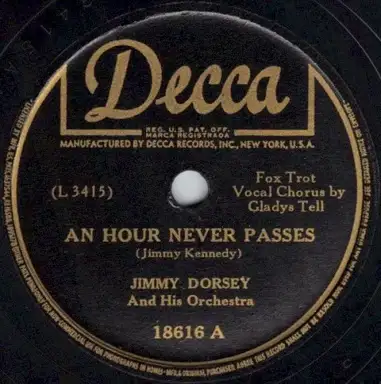 Decca
REG. U.S. PAT. OFF.
MARCA REGISTRADA
MANUFACTURED BY DECCA RECORDS, INC., NEW YORK, U.S.A.
(L 3415)
Fox Trot
Vocal Chorus by
Gladys Tell
AN HOUR NEVER PASSES
(Jimmy Kennedy)
JIMMY DORSEY
And His Orchestra
18616 A